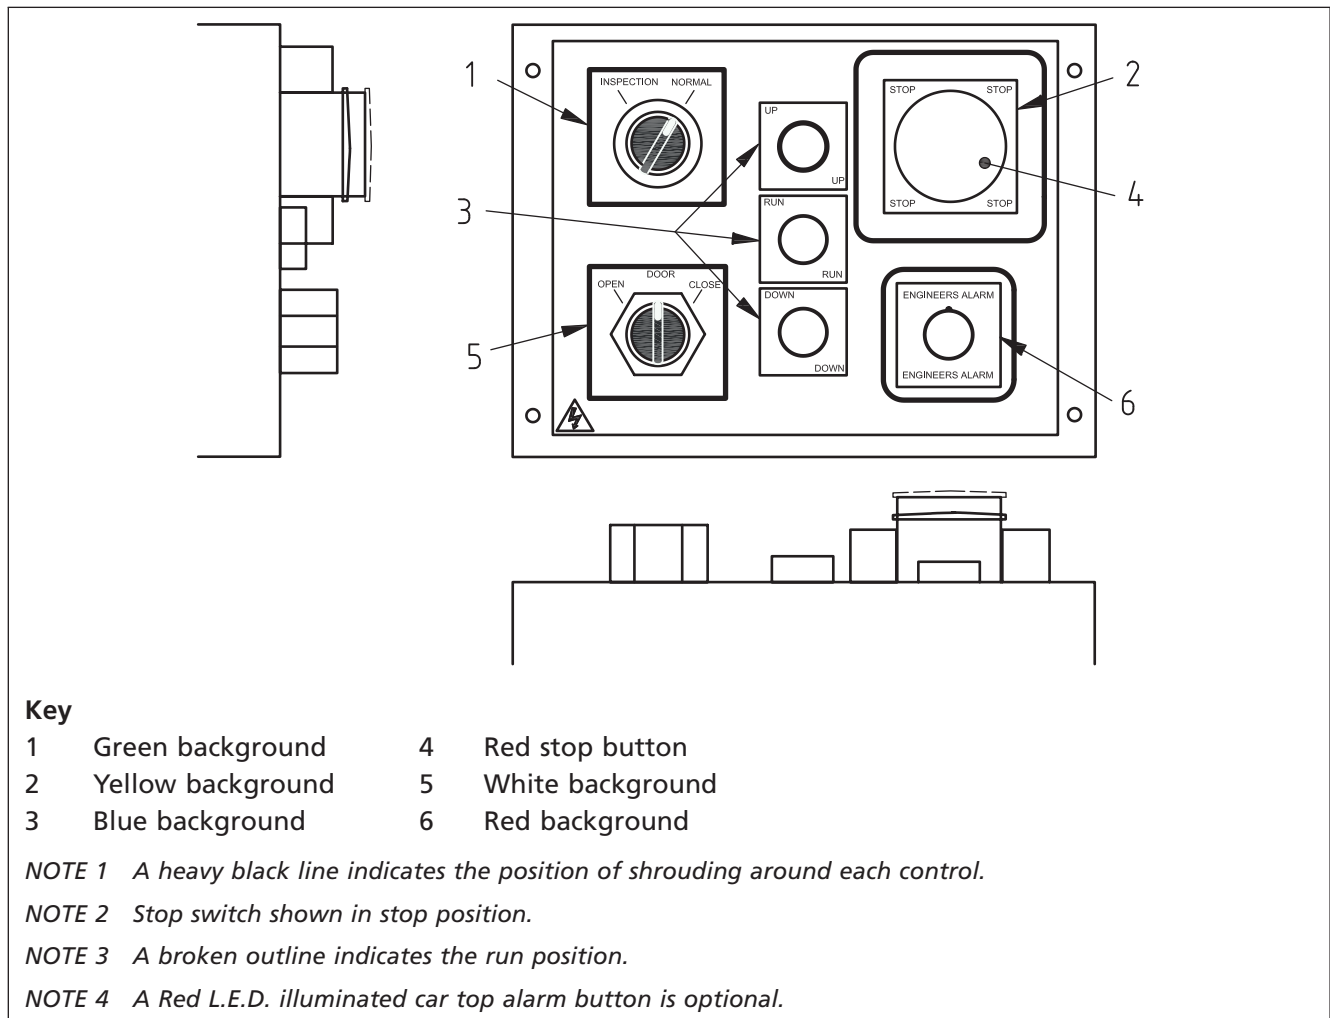 1
INSPECTION NORMAL
UP
UP
STOP STOP
STOP STOP
2
3
RUN
RUN
4
DOOR
OPEN CLOSE
DOWN
DOWN
ENGINEERS ALARM
ENGINEERS ALARM
5
6
Key
1 Green background 4 Red stop button
2 Yellow background 5 White background
3 Blue background 6 Red background
NOTE 1 A heavy black line indicates the position of shrouding around each control.
NOTE 2 Stop switch shown in stop position.
NOTE 3 A broken outline indicates the run position.
NOTE 4 A Red L.E.D. illuminated car top alarm button is optional.